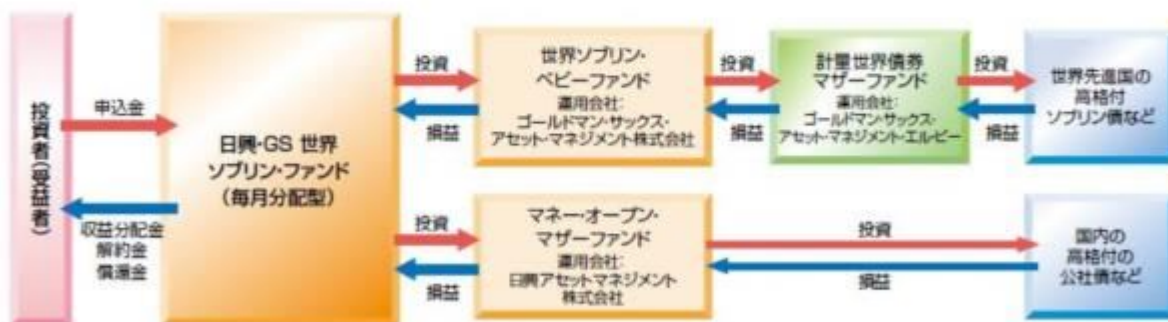 投資者(受益者)
申込金
収益分配金
解約金
償還金
日興・GS 世界
ソブリン・ファンド
(毎月分配型)
投資
損益
世界ソブリン・
ベビーファンド
運用会社:
ゴールドマン・サックス・
アセット・マネジメント株式会社
投資
損益
計量世界債券
マザーファンド
運用会社:
ゴールドマン・サックス・
アセット・マネジメント・エル・ピー
投資
損益
世界先進国の
高格付
ソブリン債など
投資
損益
マネー・オープン・
マザーファンド
運用会社:
日興アセットマネジメント
株式会社
投資
損益
国内の
高格付の
公社債など